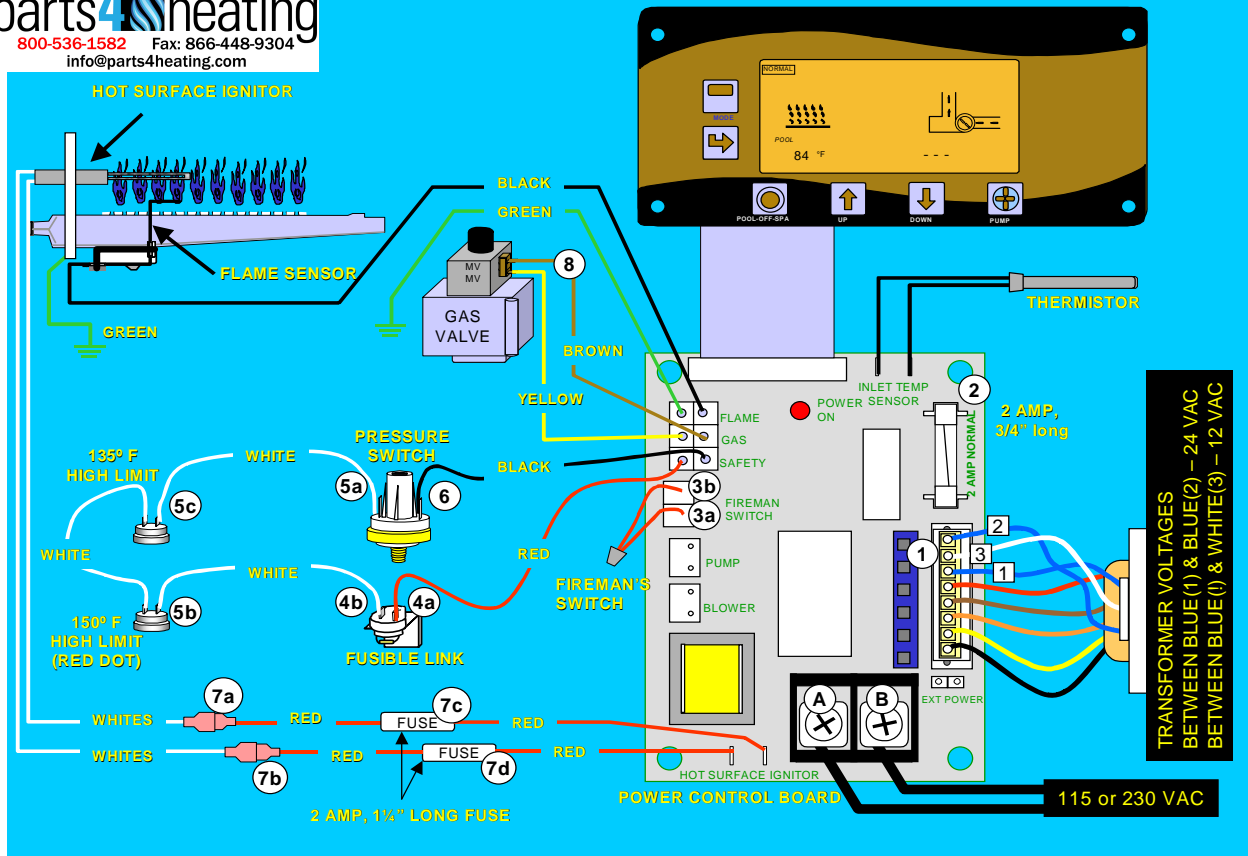 parts4heating
800-536-1582 Fax: 866-448-9304
info@parts4heating.com
HOT SURFACE IGNITOR
FLAME SENSOR
GREEN
BLACK
GREEN
MV
MV
GAS
VALVE
8
BROWN
YELLOW
NORMAL
MODE
POOL
84 °F
- - -
POOL-OFF-SPA
UP
DOWN
PUMP
THERMISTOR
INLET TEMP
SENSOR
POWER
ON
2
2 AMP,
3/4” long
2 AMP NORMAL
FLAME
GAS
SAFETY
3b
3a
FIREMAN
SWITCH
PUMP
BLOWER
FIREMAN'S
SWITCH
PRESSURE
SWITCH
135º F
HIGH LIMIT
WHITE
5a
6
BLACK
5c
WHITE
WHITE
RED
5b
4b
4a
150º F
HIGH LIMIT
(RED DOT)
FUSIBLE LINK
1
2
3
1
TRANSFORMER VOLTAGES
BETWEEN BLUE(1) & BLUE(2) – 24 VAC
BETWEEN BLUE(!) & WHITE(3) – 12 VAC
EXT POWER
A
B
7a
WHITES
RED
FUSE
7c
RED
WHITES
7b
RED
FUSE
7d
RED
HOT SURFACE IGNITOR
POWER CONTROL BOARD
2 AMP, 1¼” LONG FUSE
115 or 230 VAC